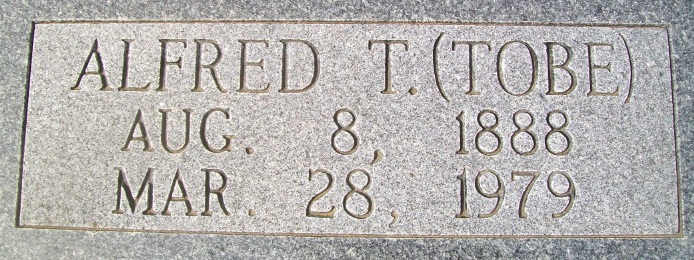 ALFRED T. (TOBE)
AUG. 8, 1888
MAR. 28, 1979